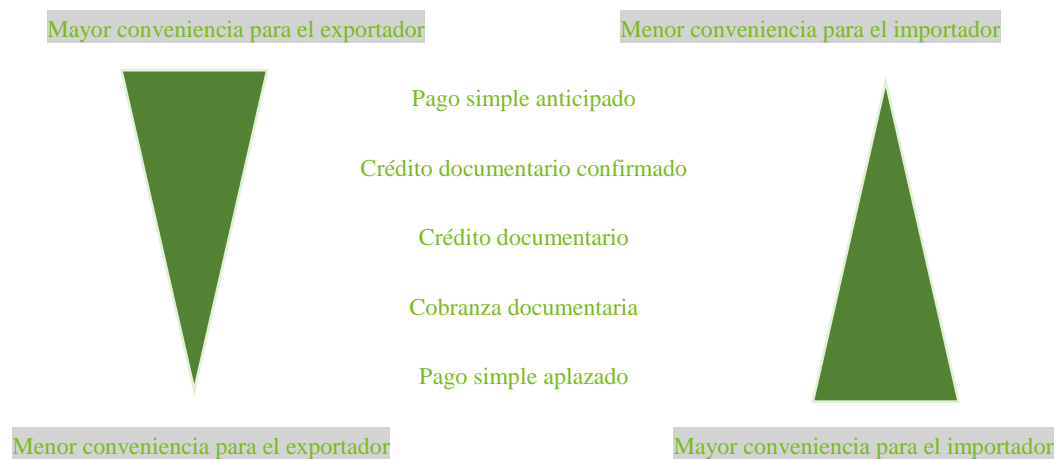 Mayor conveniencia para el exportador
Menor conveniencia para el importador
Pago simple anticipado
Crédito documentario confirmado
Crédito documentario
Cobranza documentaria
Pago simple aplazado
Menor conveniencia para el exportador
Mayor conveniencia para el importador